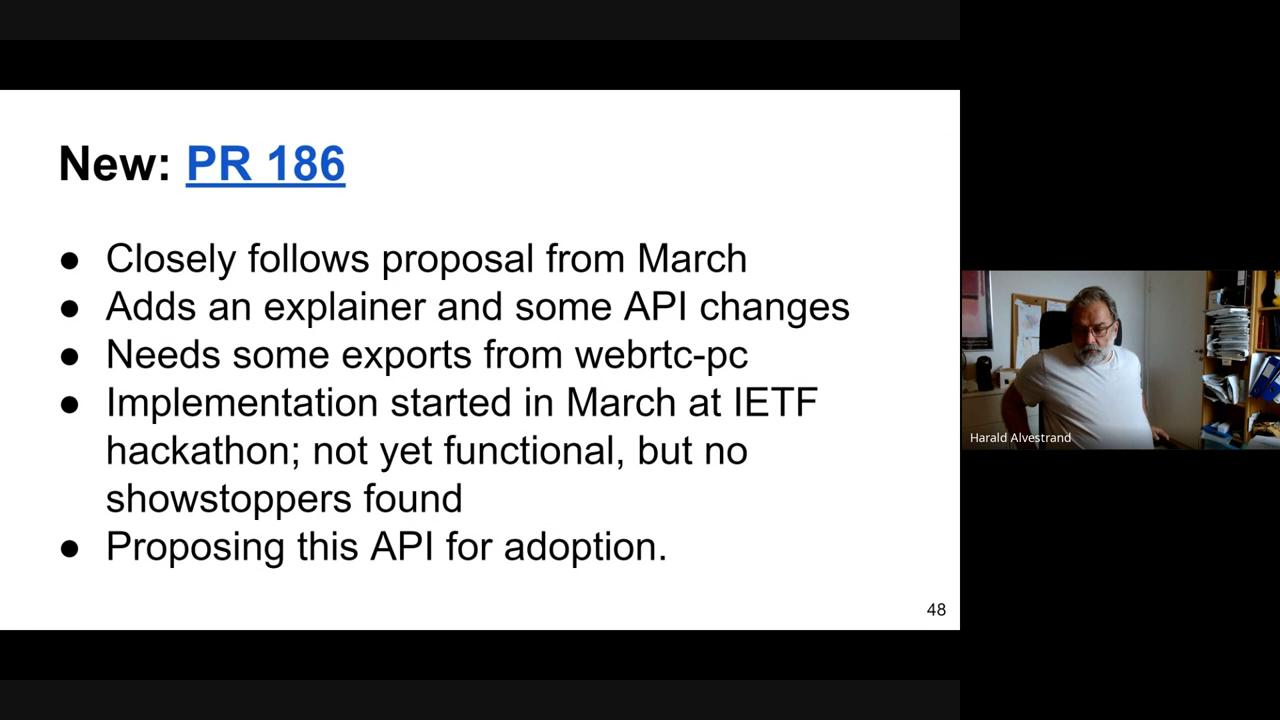 New: PR 186
● Closely follows proposal from March
● Adds an explainer and some API changes
● Needs some exports from webrtc-pc
● Implementation started in March at IETF
hackathon; not yet functional, but no
showstoppers found
● Proposing this API for adoption.
48
Harald Alvestrand